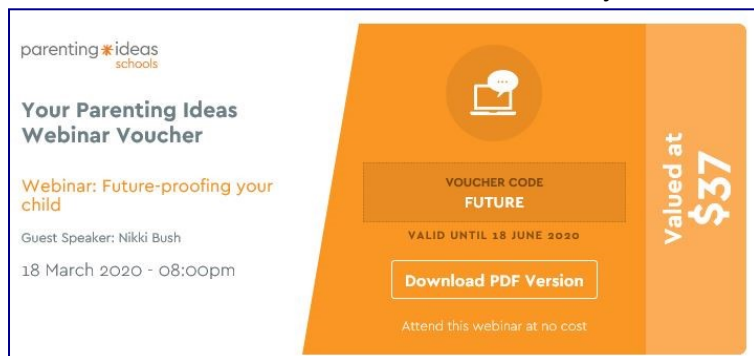 parenting*ideas
schools
Your Parenting Ideas
Webinar Voucher
Webinar: Future-proofing your
child
Guest Speaker: Nikki Bush
18 March 2020 - 08:00pm
VOUCHER CODE
FUTURE
VALID UNTIL 18 JUNE 2020
Download PDF Version
Attend this webinar at no cost
Valued at
$37